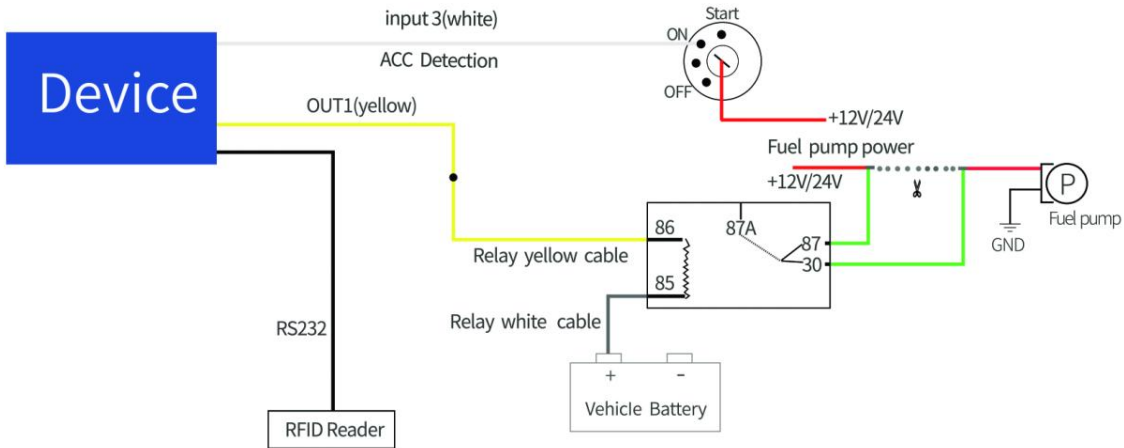 Start
input 3(white)
ON
ACC Detection
Device
OFF
OUT1(yellow)
+12V/24V
Fuel pump power
+12V/24V
P
Fuel pump
GND
86
87A
87
30
Relay yellow cable
85
Relay white cable
RS232
+
-
Vehicle Battery
RFID Reader